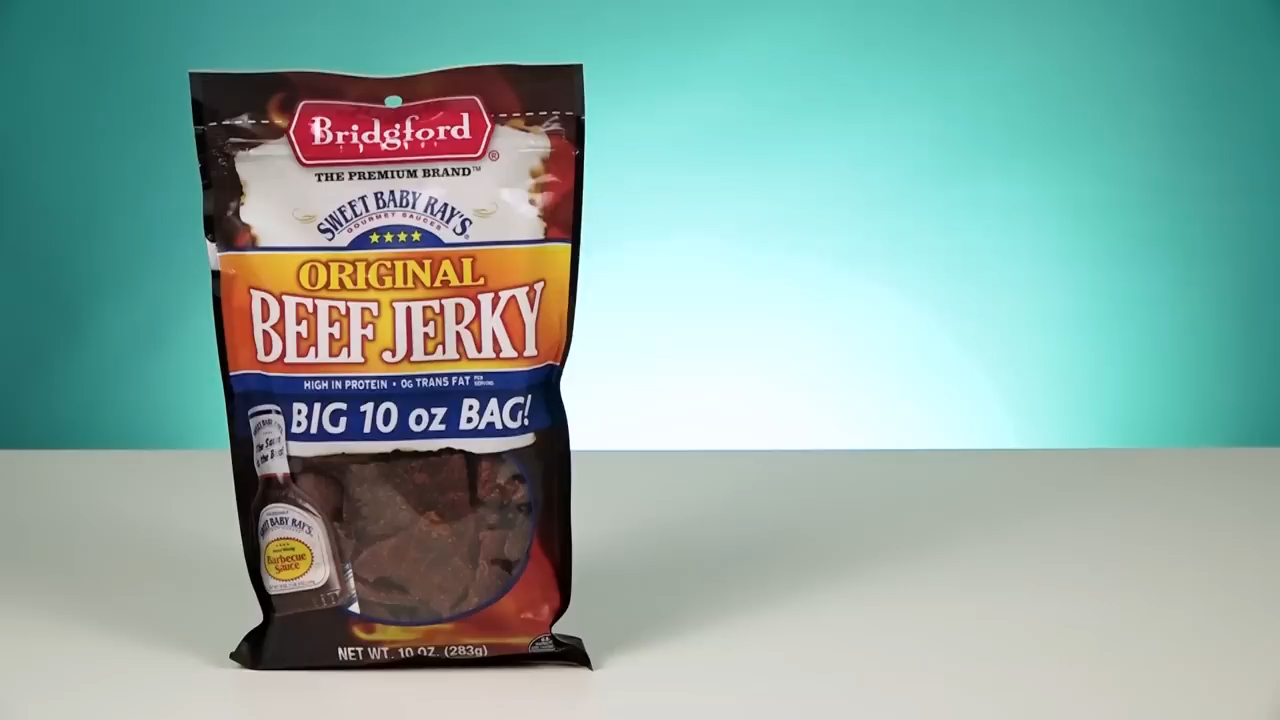 Bridgford
®
THE PREMIUM BRAND™
SWEET BABY RAY'S
GOURMET SAUCES
ORIGINAL
BEEF JERKY
HIGH IN PROTEIN • 0G TRANS FAT PER SERVING
BIG 10 oz BAG!
SWEET BABY RAY'S
Barbecue
Sauce
NET WT. 10 OZ. (283g)